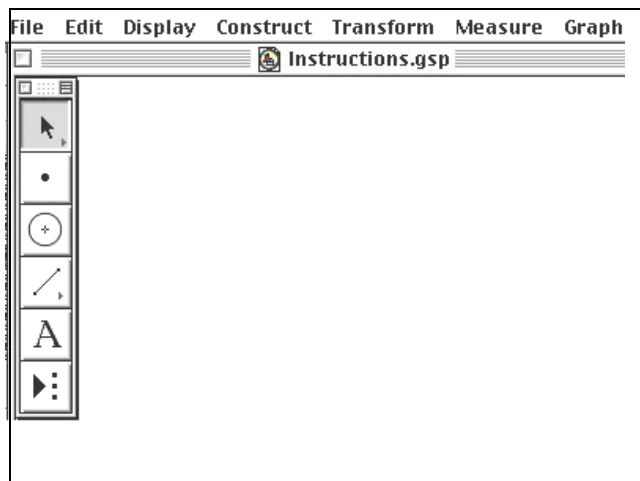 File Edit Display Construct Transform Measure Graph
Instructions.gsp
A